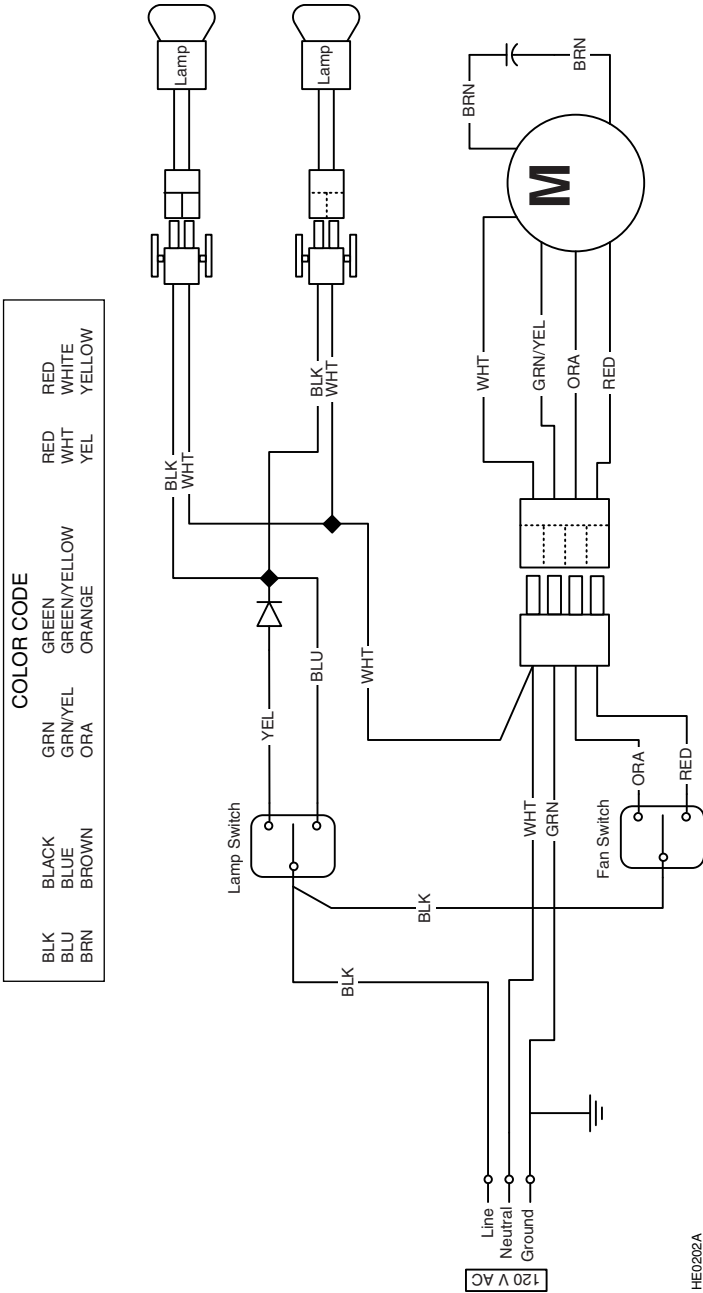 COLOR CODE
BLK BLACK GRN GREEN RED RED
BLU BLUE GRN/YEL GREEN/YELLOW WHT WHITE
BRN BROWN ORA ORANGE YEL YELLOW
Lamp
Lamp
BLK
WHT
BLK
WHT
YEL
BLU
WHT
Lamp Switch
BLK
BLK
WHT
GRN
Fan Switch
ORA
RED
WHT
GRN/YEL
ORA
RED
BRN
BRN
M
Line
Neutral
Ground
120 V AC
HE0202A